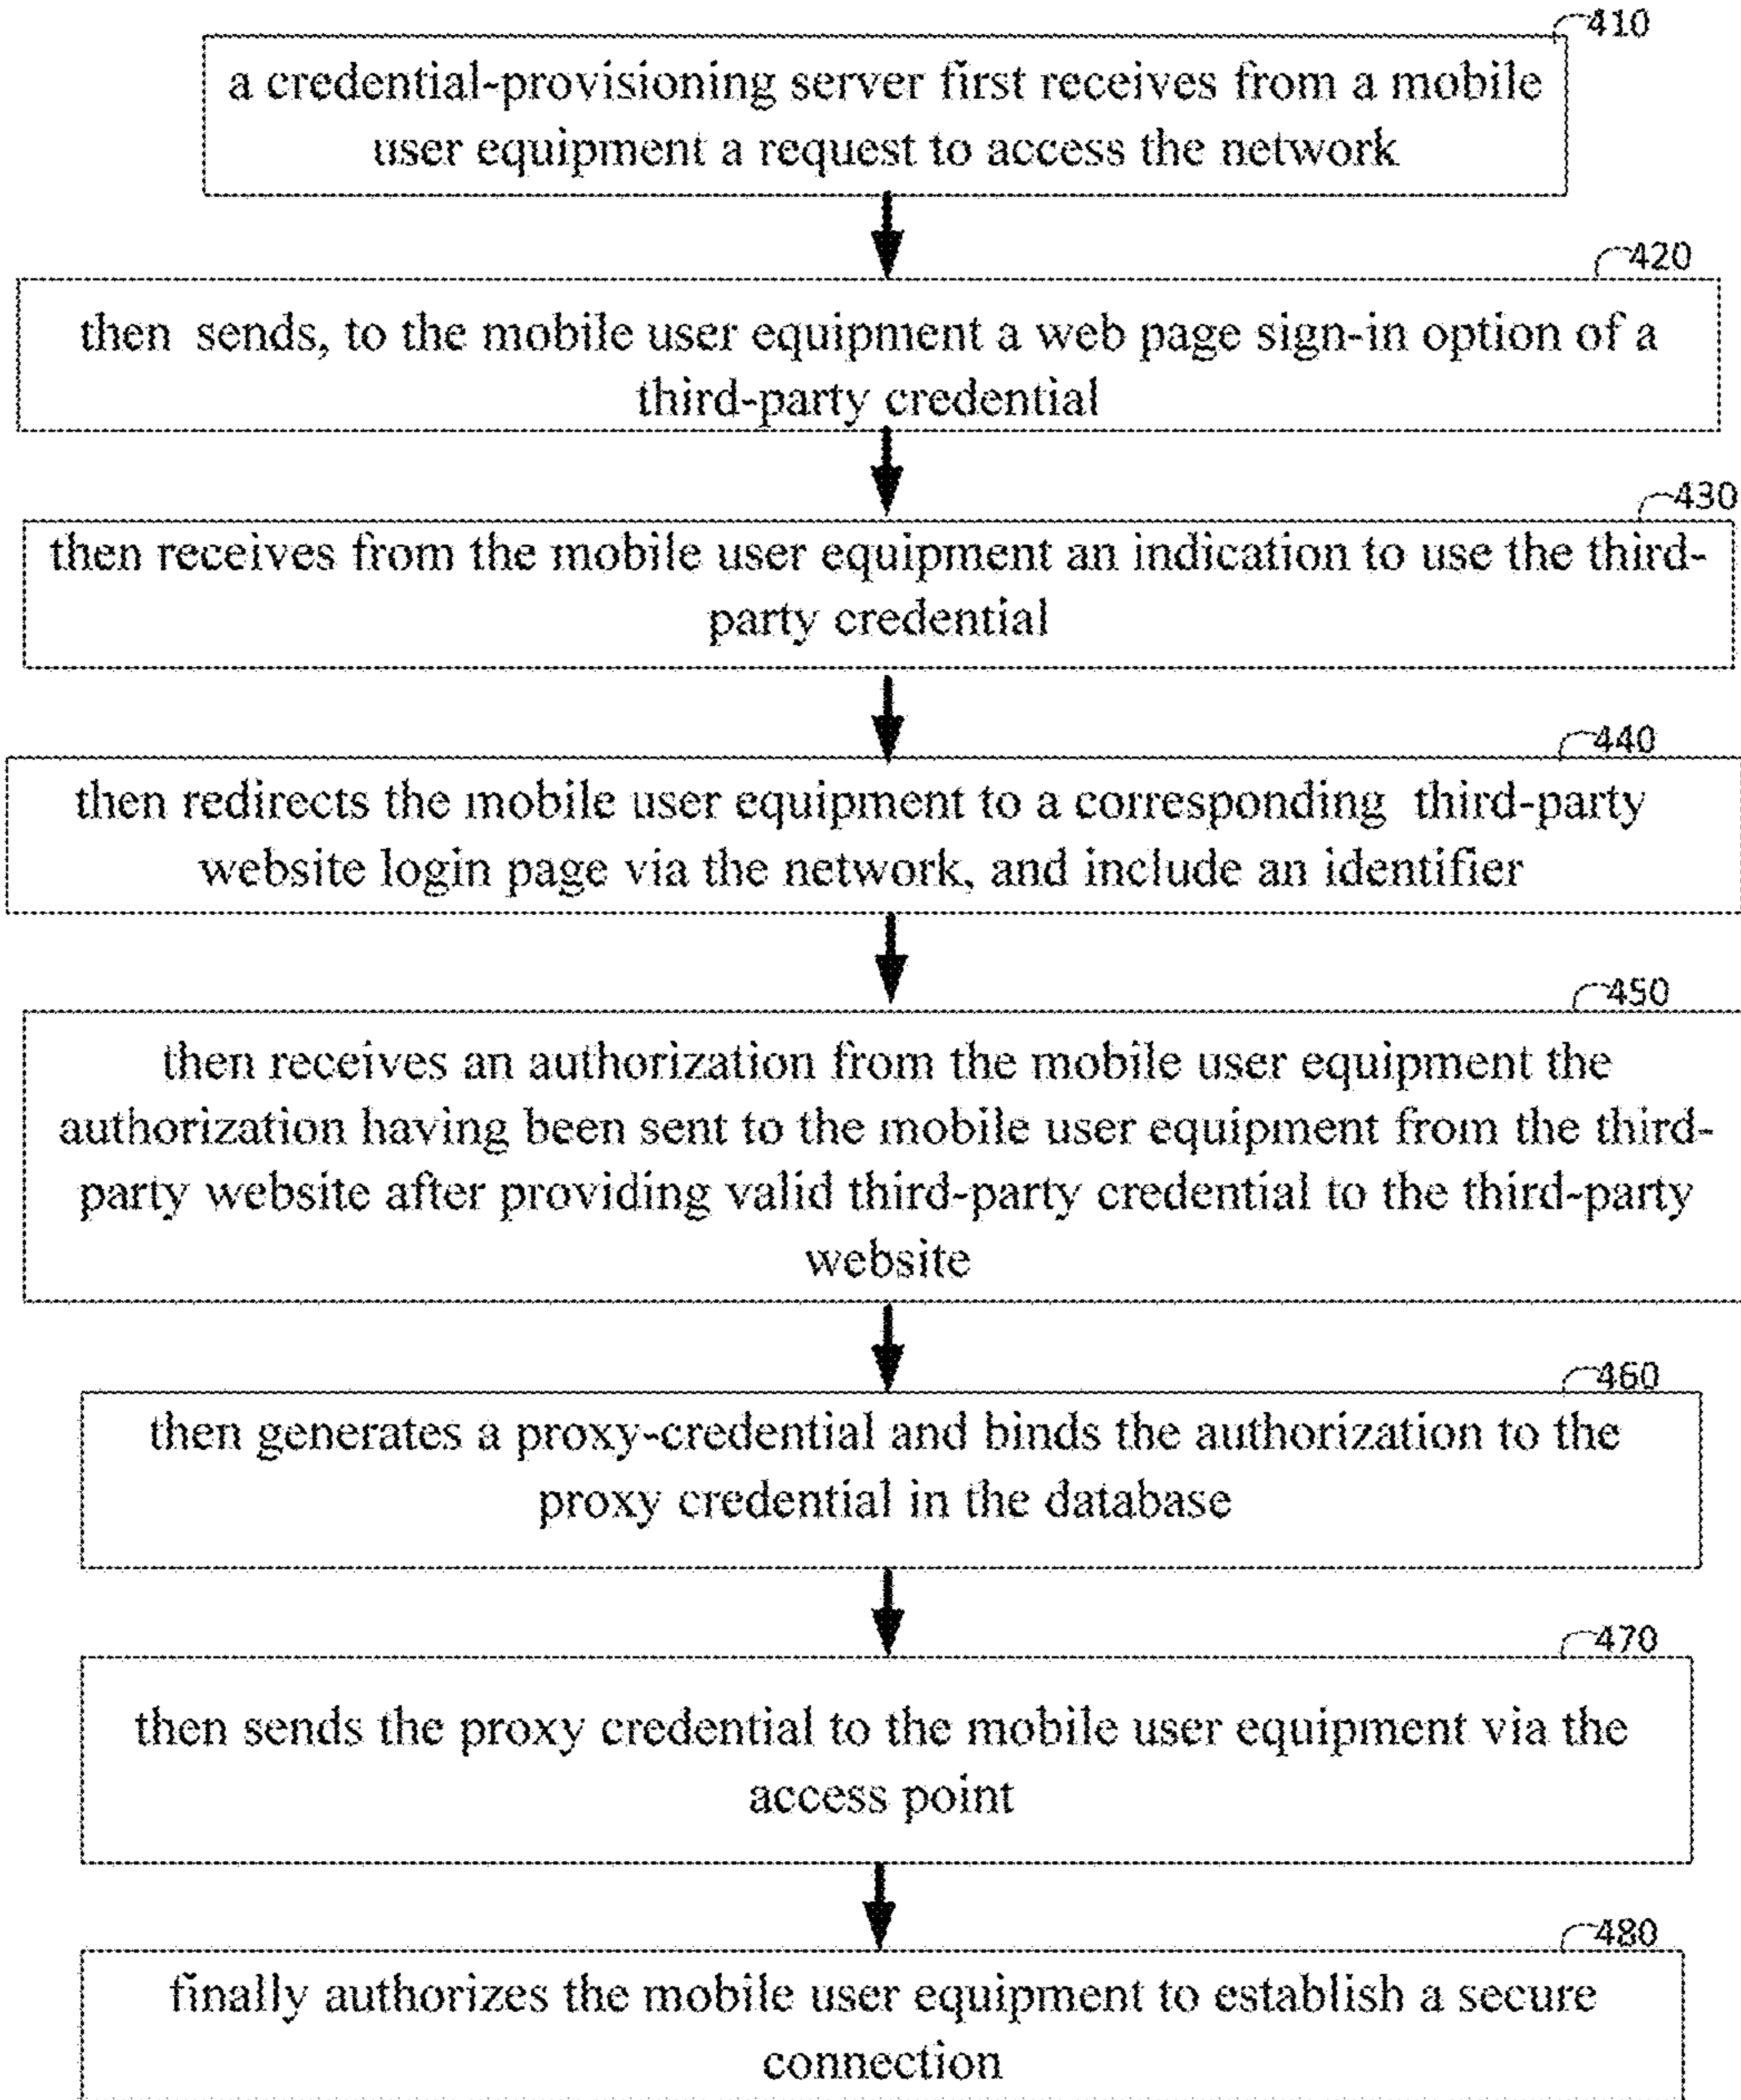 410
a credential-provisioning server first receives from a mobile
user equipment a request to access the network
420
then sends, to the mobile user equipment a web page sign-in option of a
third-party credential
430
then receives from the mobile user equipment an indication to use the third-
party credential
440
then redirects the mobile user equipment to a corresponding third-party
website login page via the network, and include an identifier
450
then receives an authorization from the mobile user equipment the
authorization having been sent to the mobile user equipment from the third-
party website after providing valid third-party credential to the third-party
website
460
then generates a proxy-credential and binds the authorization to the
proxy credential in the database
470
then sends the proxy credential to the mobile user equipment via the
access point
480
finally authorizes the mobile user equipment to establish a secure
connection